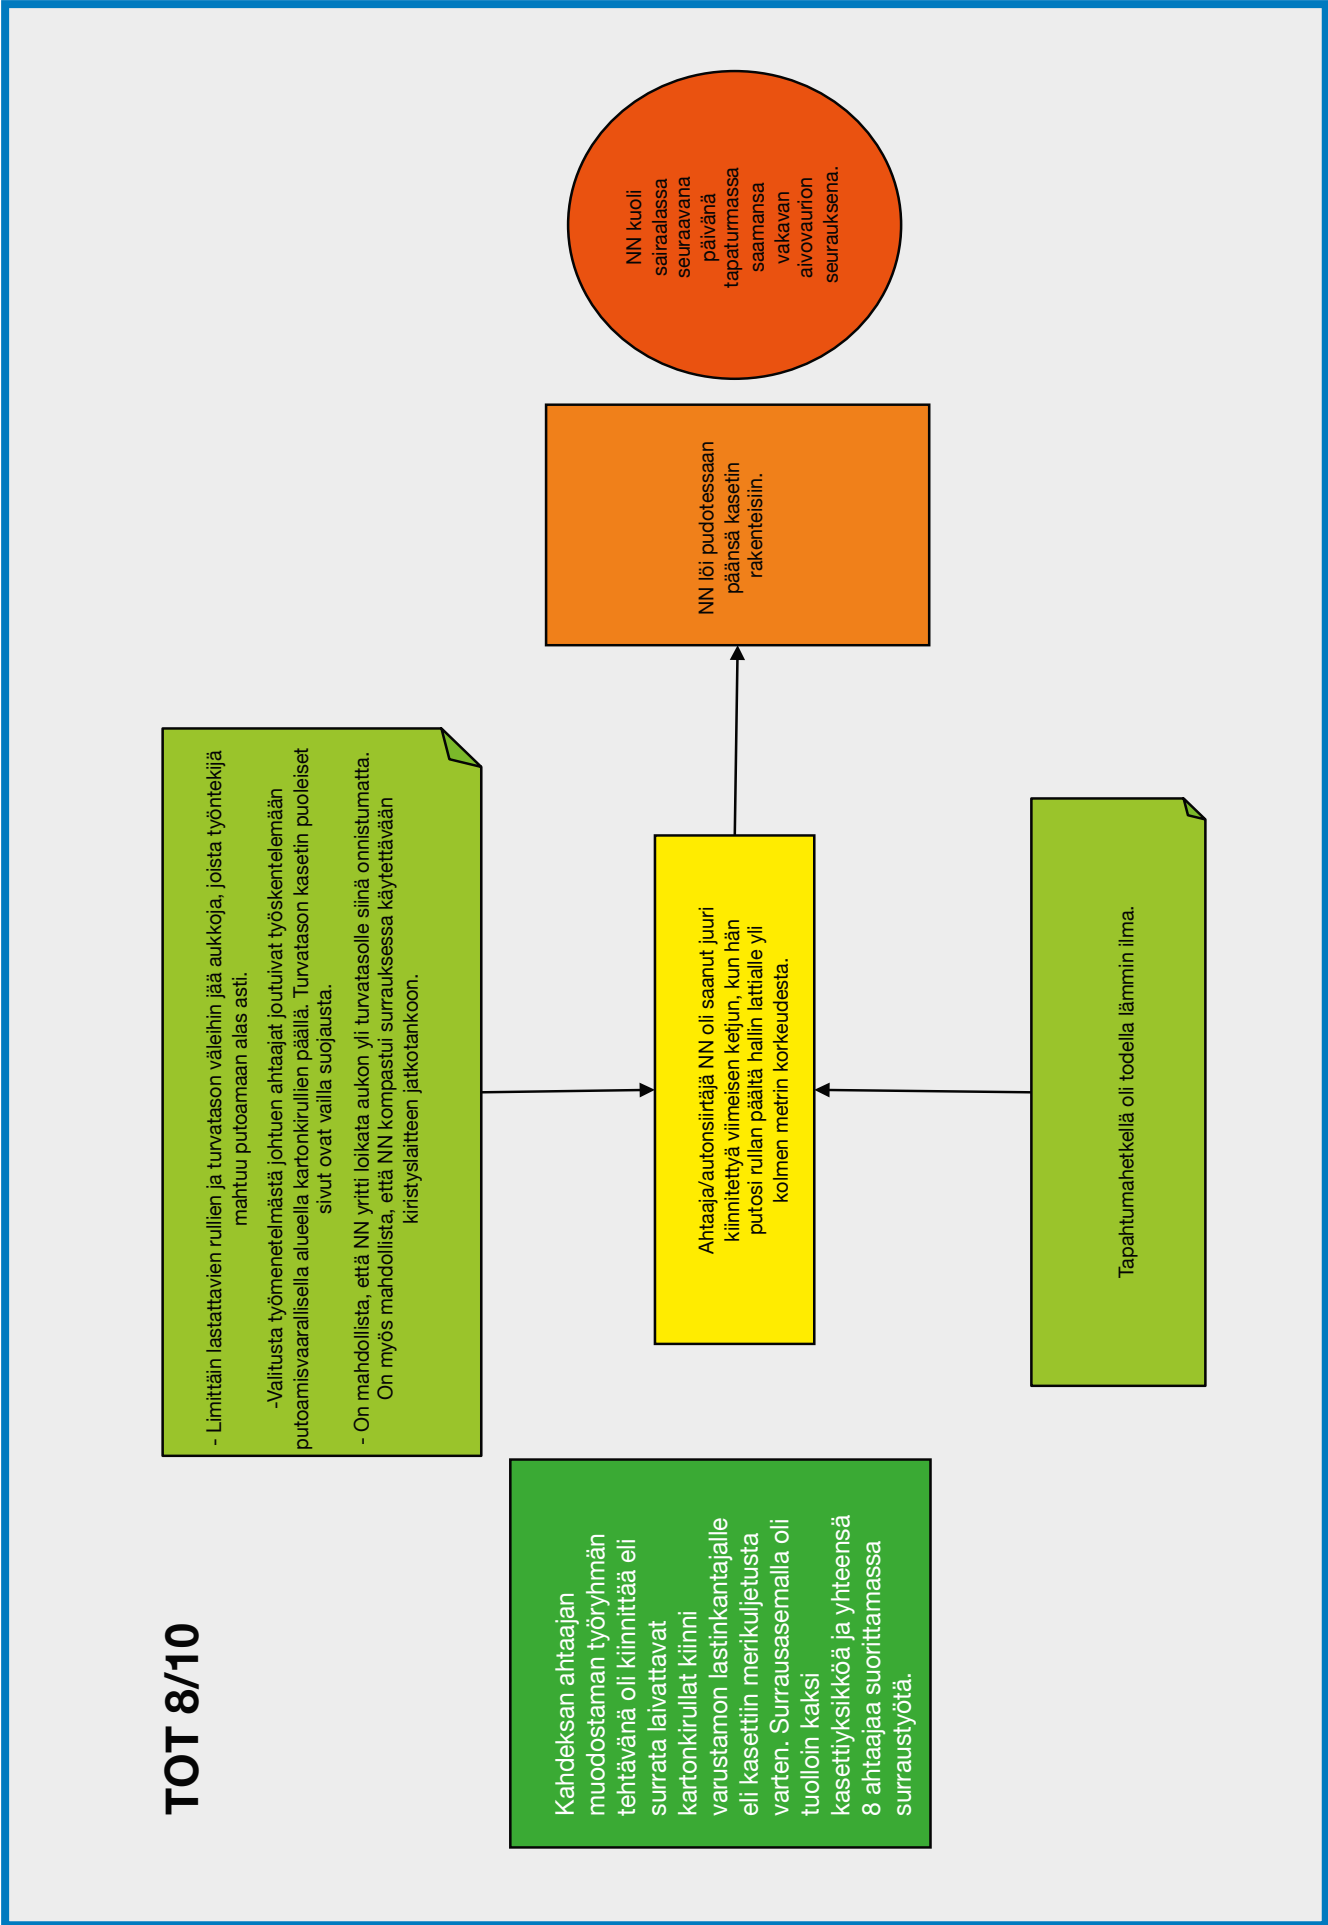 TOT 8/10
- Limittäin lastattavien rullien ja turvatason väleihin jää aukkoja, joista työntekijä
mahtuu putoamaan alas asti.
-Valitusta työmenetelmästä johtuen ahtaajat joutuivat työskentelemään
putoamisvaarallisella alueella kartonkirullien päällä. Turvatason kasetin puoleiset
sivut ovat vailla suojausta.
- On mahdollista, että NN yritti loikata aukon yli turvatasolle siinä onnistumatta.
On myös mahdollista, että NN kompastui surrauksessa käytettävään
kiristyslaitteen jatkotankoon.
Kahdeksan ahtaajan
muodostaman työryhmän
tehtävänä oli kiinnittää eli
surrata laivattavat
kartonkirullat kiinni
varustamon lastinkantajalle
eli kasettiin merikuljetusta
varten. Surrausasemalla oli
tuolloin kaksi
kasettiyksikköä ja yhteensä
8 ahtaajaa suorittamassa
surraustyötä.
Ahtaaja/autonsiirtäjä NN oli saanut juuri
kiinnitettyä viimeisen ketjun, kun hän
putosi rullan päältä hallin lattialle yli
kolmen metrin korkeudesta.
NN löi pudotessaan
päänsä kasetin
rakenteisiin.
NN kuoli
sairaalassa
seuraavana
päivänä
tapaturmassa
saamansa
vakavan
aivovaurion
seurauksena.
Tapahtumahetkellä oli todella lämmin ilma.